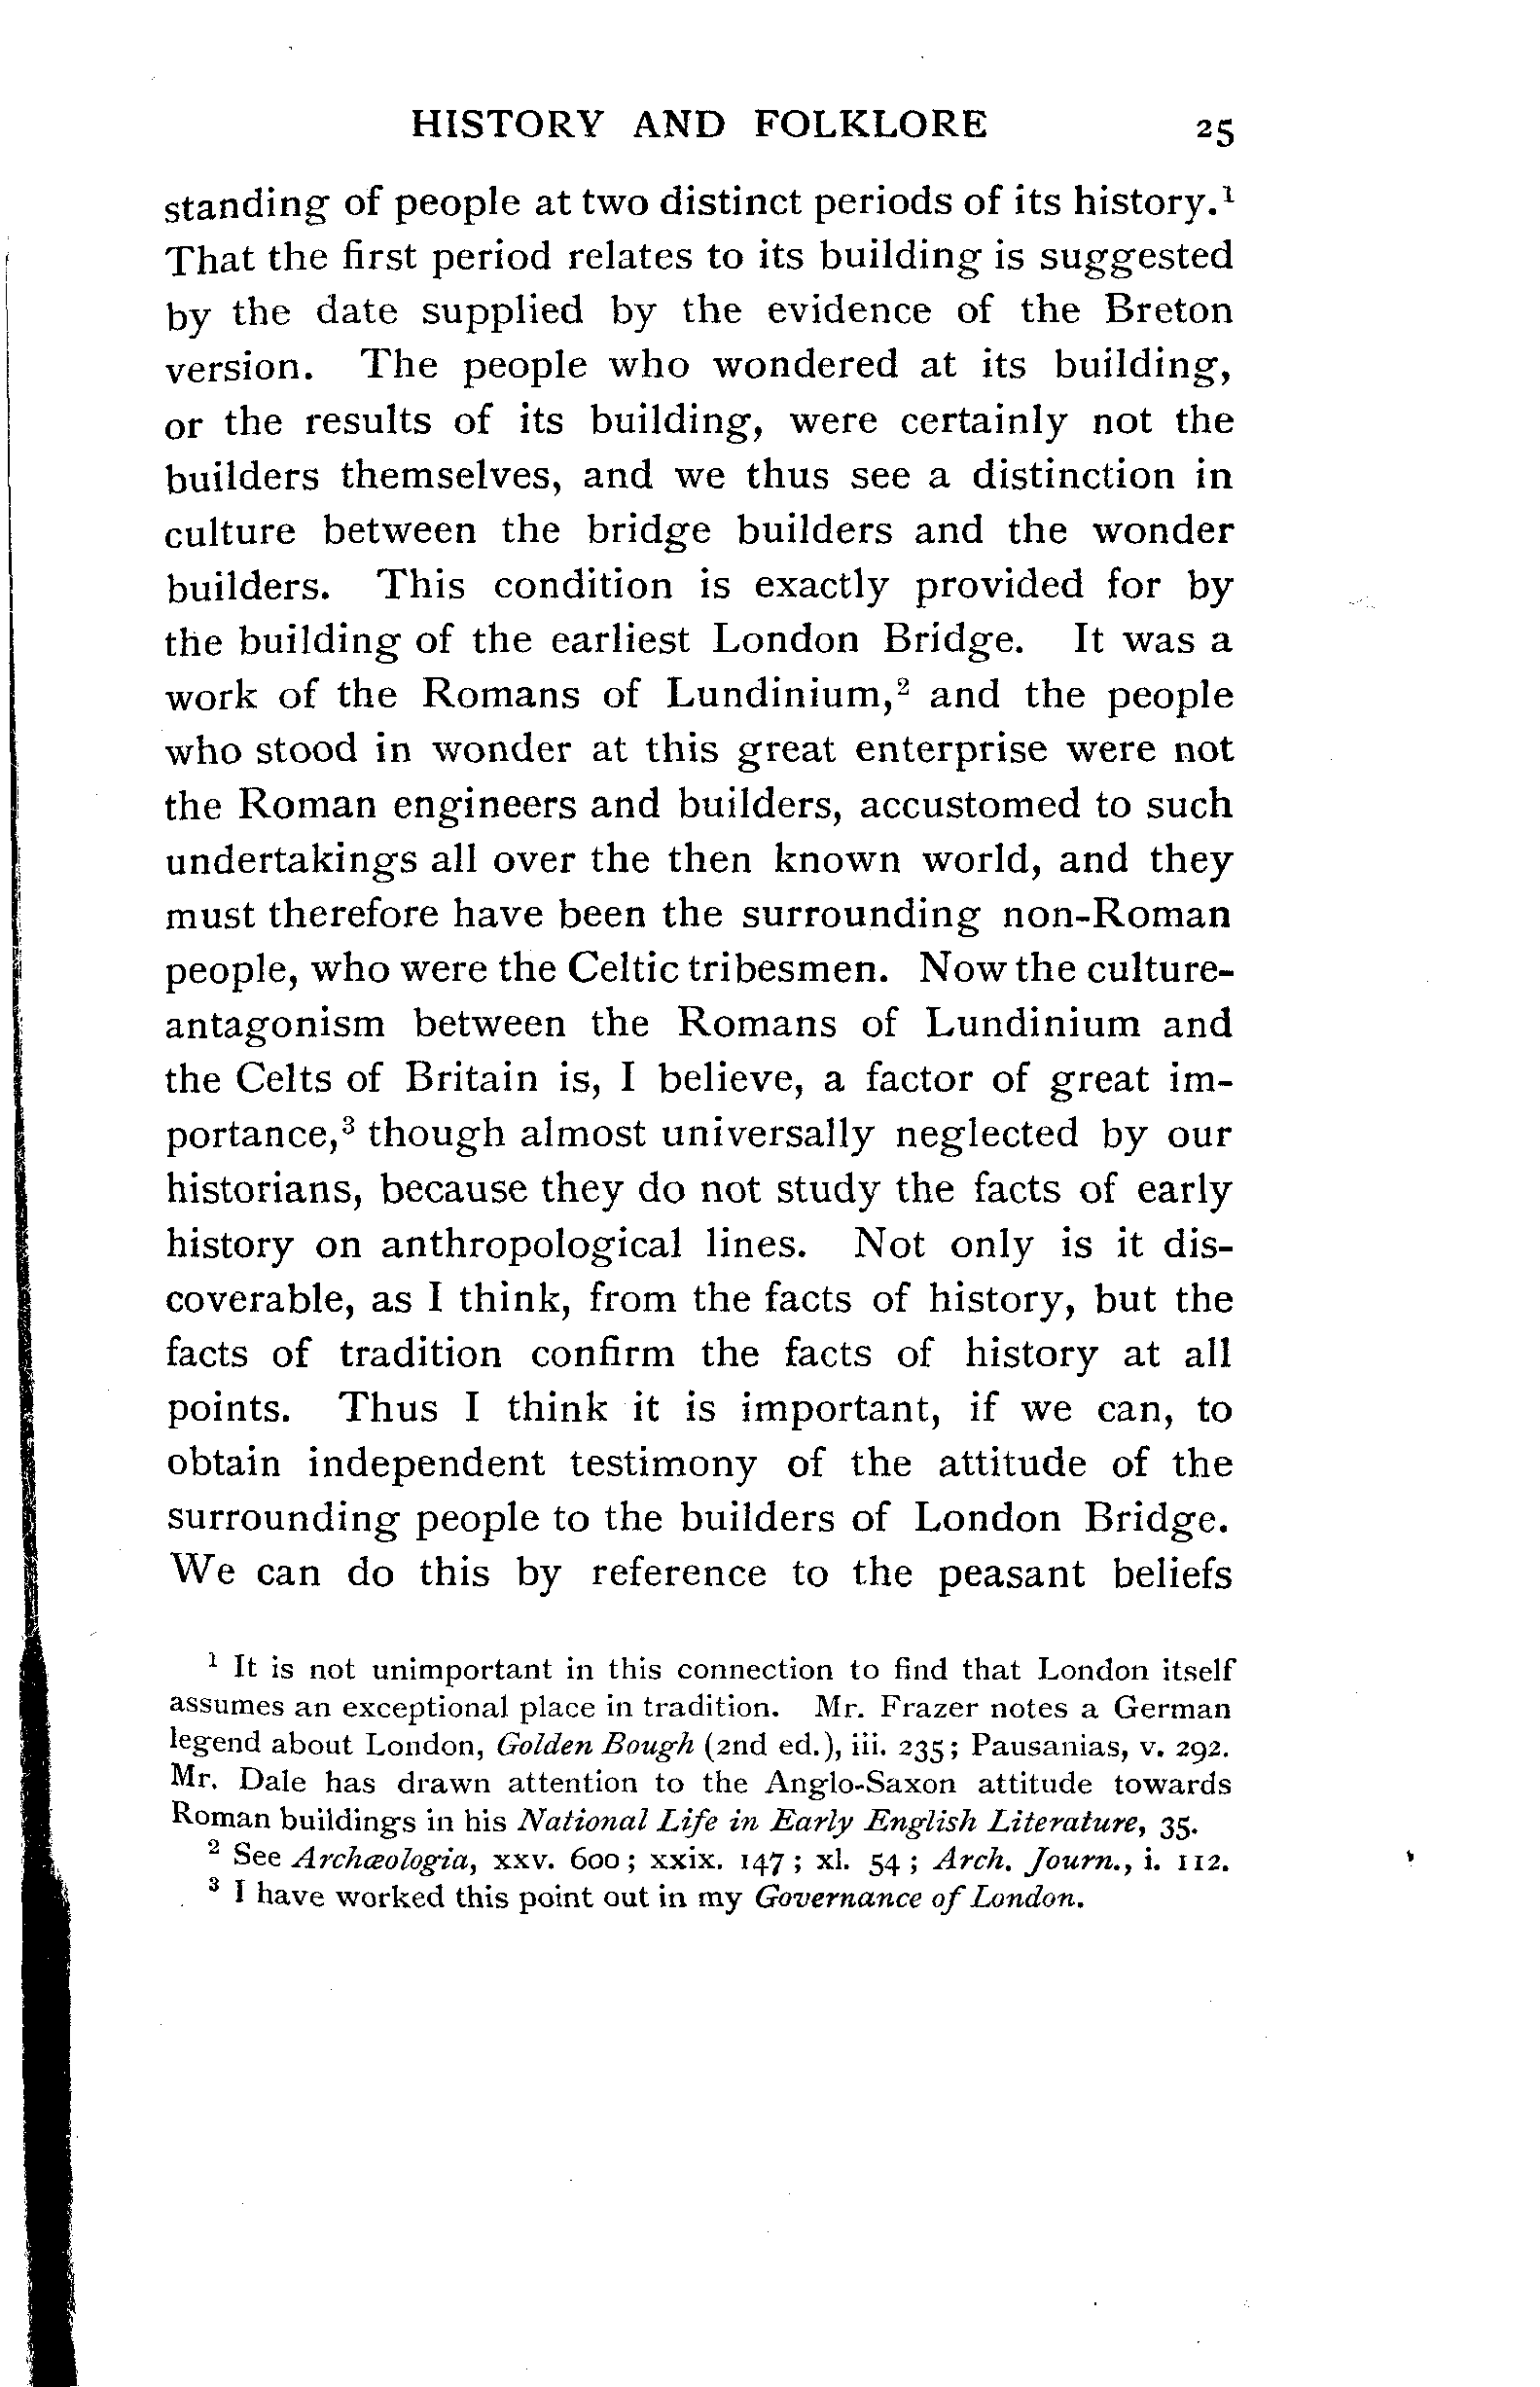 HISTORY AND FOLKLORE 25
standing of people at two distinct periods of its history.¹
That the first period relates to its building is suggested
by the date supplied by the evidence of the Breton
version. The people who wondered at its building,
or the results of its building, were certainly not the
builders themselves, and we thus see a distinction in
culture between the bridge builders and the wonder
builders. This condition is exactly provided for by
the building of the earliest London Bridge. It was a
work of the Romans of Lundinium,² and the people
who stood in wonder at this great enterprise were not
the Roman engineers and builders, accustomed to such
undertakings all over the then known world, and they
must therefore have been the surrounding non-Roman
people, who were the Celtic tribesmen. Now the culture-
antagonism between the Romans of Lundinium and
the Celts of Britain is, I believe, a factor of great im-
portance,³ though almost universally neglected by our
historians, because they do not study the facts of early
history on anthropological lines. Not only is it dis-
coverable, as I think, from the facts of history, but the
facts of tradition confirm the facts of history at all
points. Thus I think it is important, if we can, to
obtain independent testimony of the attitude of the
surrounding people to the builders of London Bridge.
We can do this by reference to the peasant beliefs
¹ It is not unimportant in this connection to find that London itself
assumes an exceptional place in tradition. Mr. Frazer notes a German
legend about London, Golden Bough (2nd ed.), iii. 235; Pausanias, v. 292.
Mr. Dale has drawn attention to the Anglo-Saxon attitude towards
Roman buildings in his National Life in Early English Literature, 35.
² See Archæologia, xxv. 600; xxix. 147; xl. 54; Arch. Journ., i. 112.
³ I have worked this point out in my Governance of London.